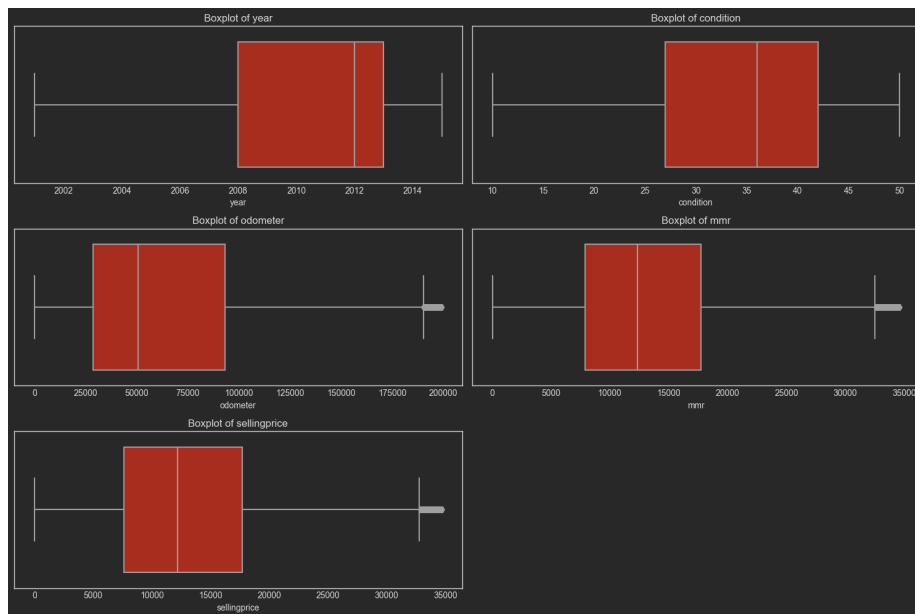 Boxplot of year
2002 2004 2006 2008 2010 2012 2014
year
Boxplot of condition
10 15 20 25 30 35 40 45 50
condition
Boxplot of odometer
0 25000 50000 75000 100000 125000 150000 175000 200000
odometer
Boxplot of mmr
0 5000 10000 15000 20000 25000 30000 35000
mmr
Boxplot of sellingprice
0 5000 10000 15000 20000 25000 30000 35000
sellingprice